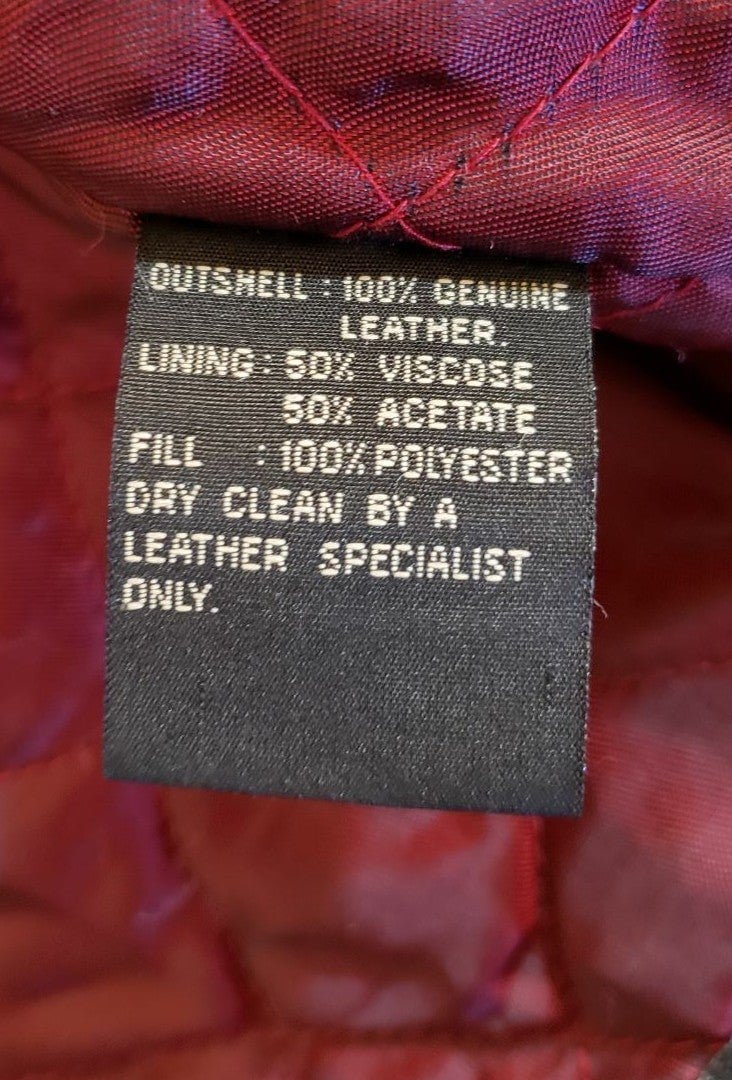 OUTSHELL : 100% GENUINE
LEATHER.
LINING : 50% VISCOSE
50% ACETATE
FILL : 100% POLYESTER
DRY CLEAN BY A
LEATHER SPECIALIST
ONLY.